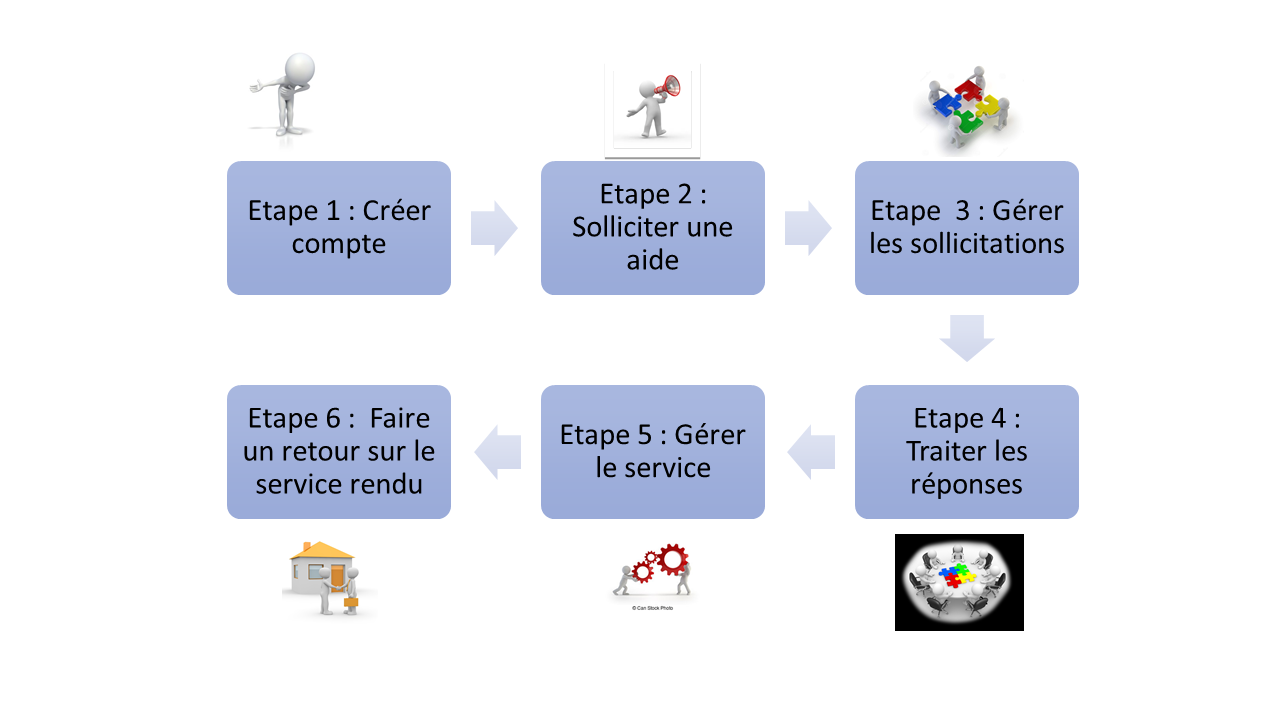 Etape 1 : Créer
compte
Etape 2 :
Solliciter une
aide
Etape  3 : Gérer
les sollicitations
Etape 4 :
Traiter les
réponses
Etape 5 : Gérer
le service
© Can Stock Photo
Etape 6 :  Faire
un retour sur le
service rendu